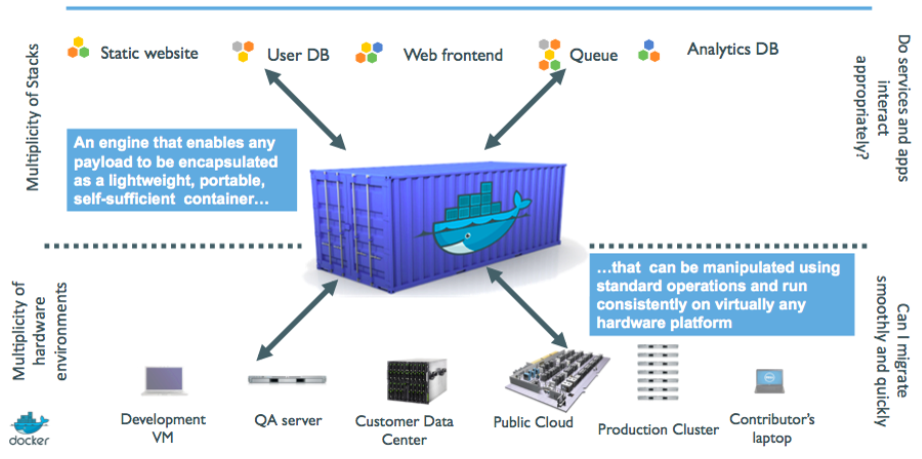 Multiplicity of Stacks
Static website
User DB
Web frontend
Queue
Analytics DB
Do services and apps
interact
appropriately?
An engine that enables any
payload to be encapsulated
as a lightweight, portable,
self-sufficient container…
…that can be manipulated using
standard operations and run
consistently on virtually any
hardware platform
Multiplicity of
hardware
environments
Can I migrate
smoothly and quickly
Development
VM
QA server
Customer Data
Center
Public Cloud
Production Cluster
Contributor's
laptop
docker